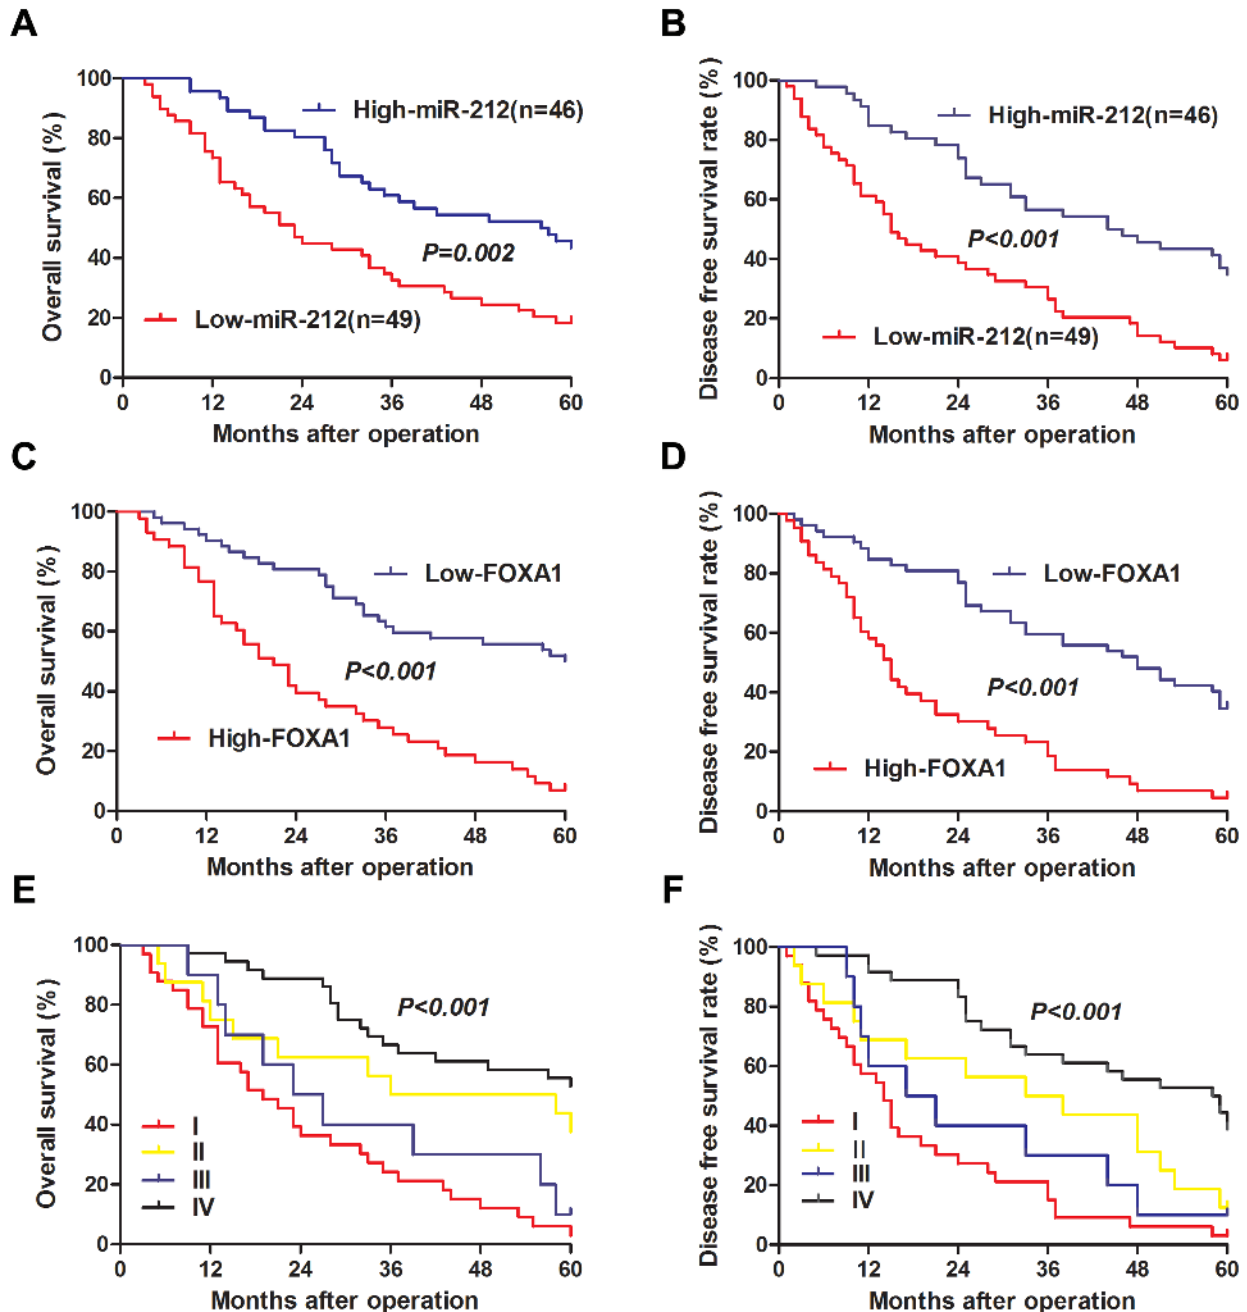 A
Overall survival (%)
100
80
60
40
20
0
High-miR-212(n=46)
P=0.002
Low-miR-212(n=49)
0 12 24 36 48 60
Months after operation
B
Disease free survival rate (%)
100
80
60
40
20
0
High-miR-212(n=46)
P<0.001
Low-miR-212(n=49)
0 12 24 36 48 60
Months after operation
C
Overall survival (%)
100
80
60
40
20
0
Low-FOXA1
P<0.001
High-FOXA1
0 12 24 36 48 60
Months after operation
D
Disease free survival rate (%)
100
80
60
40
20
0
Low-FOXA1
P<0.001
High-FOXA1
0 12 24 36 48 60
Months after operation
E
Overall survival (%)
100
80
60
40
20
0
P<0.001
I
II
III
IV
0 12 24 36 48 60
Months after operation
F
Disease free survival rate (%)
100
80
60
40
20
0
P<0.001
I
II
III
IV
0 12 24 36 48 60
Months after operation